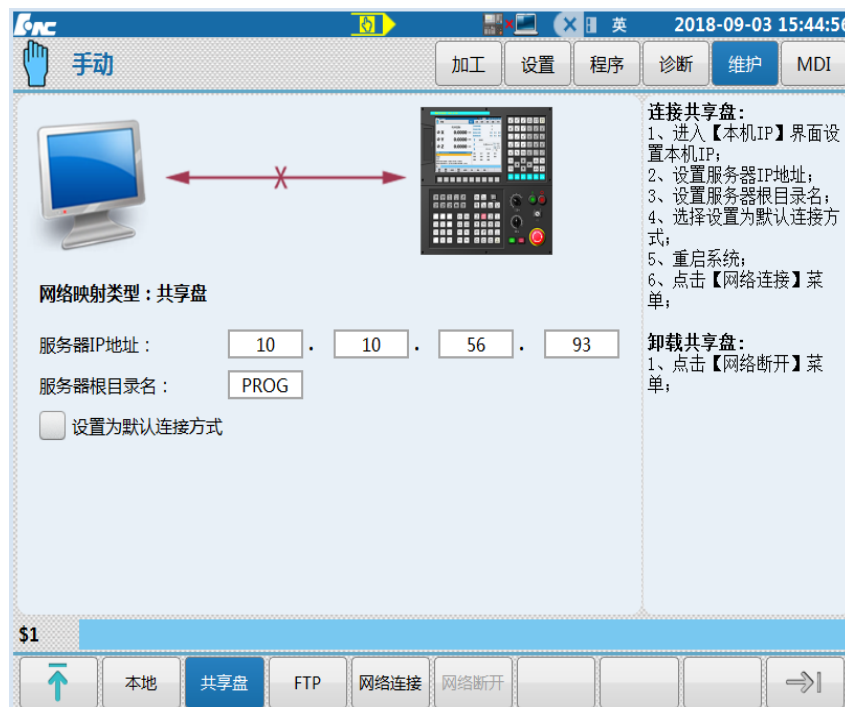 HNC
英
2018-09-03 15:44:56
手动
加工
设置
程序
诊断
维护
MDI
连接共享盘：
1、进入【本机IP】界面设
置本机IP；
2、设置服务器IP地址；
3、设置服务器根目录名；
4、选择设置为默认连接方
式；
5、重启系统；
6、点击【网络连接】菜
单；
卸载共享盘：
1、点击【网络断开】菜
单；
网络映射类型：共享盘
服务器IP地址： 10 . 10 . 56 . 93
服务器根目录名： PROG
设置为默认连接方式
$1
本地
共享盘
FTP
网络连接
网络断开